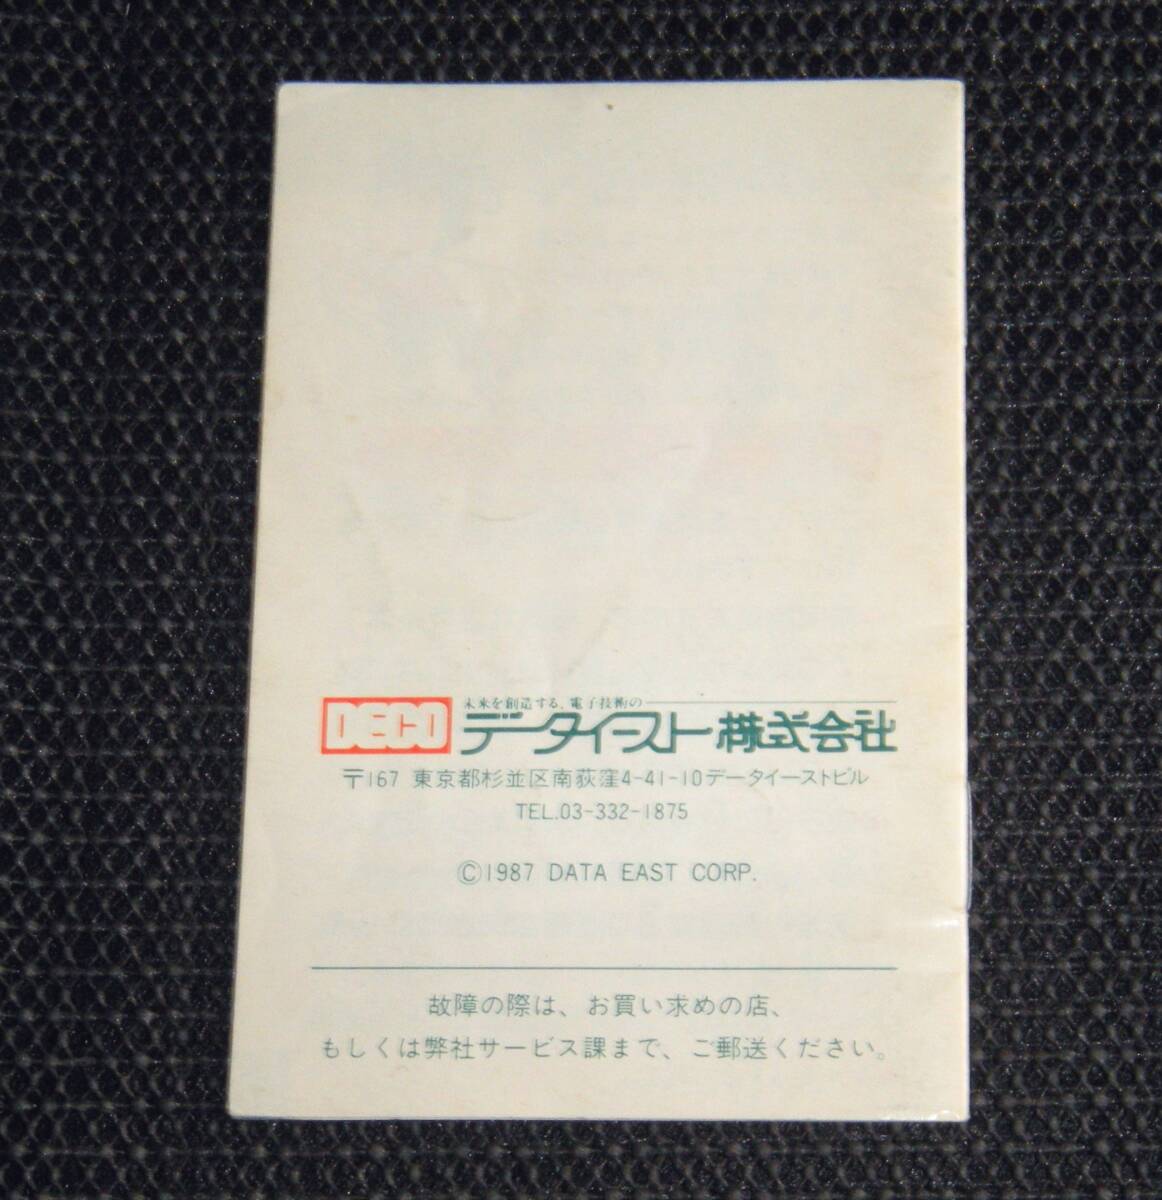 DECO
未来を創造する、電子技術の
データイースト株式会社
〒167 東京都杉並区南荻窪4-41-10データイーストビル
TEL.03-332-1875
©1987 DATA EAST CORP.
故障の際は、お買い求めの店、
もしくは弊社サービス課まで、ご郵送ください。